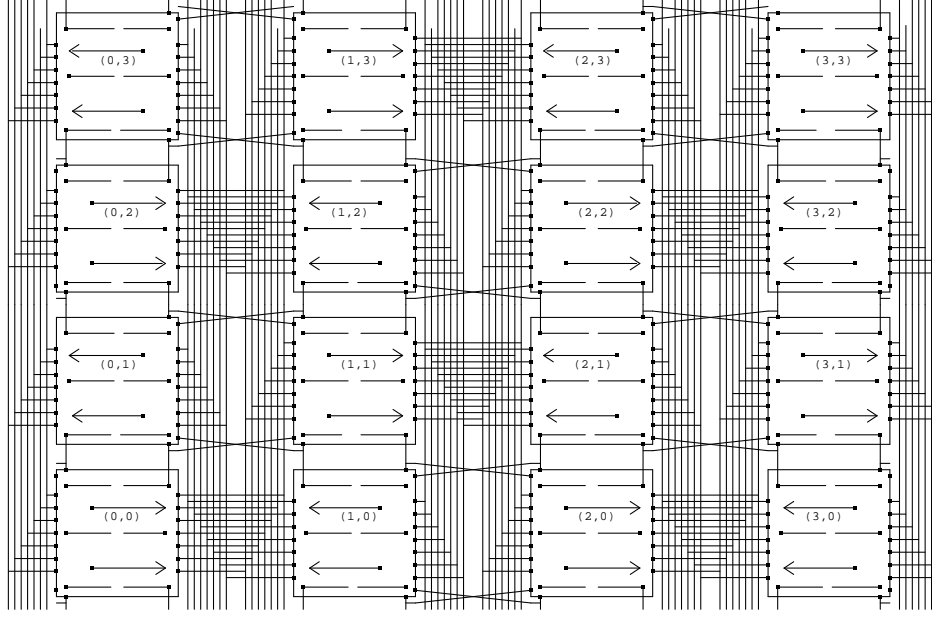 (0,3) (1,3) (2,3) (3,3)
(0,2) (1,2) (2,2) (3,2)
(0,1) (1,1) (2,1) (3,1)
(0,0) (1,0) (2,0) (3,0)